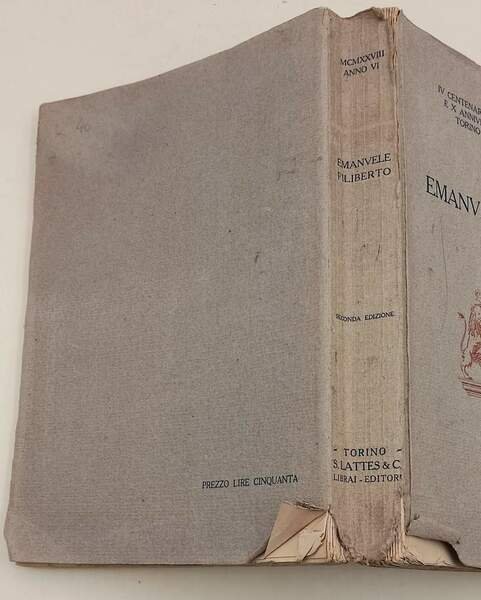 L. 40
PREZZO LIRE CINQUANTA
MCMXXVIII
ANNO VI
EMANVELE
FILIBERTO
SECONDA EDIZIONE
- TORINO -
S. LATTES & C.
LIBRAI - EDITORI
IV CENTENAR
E X ANNIV
TORINO
EMANV